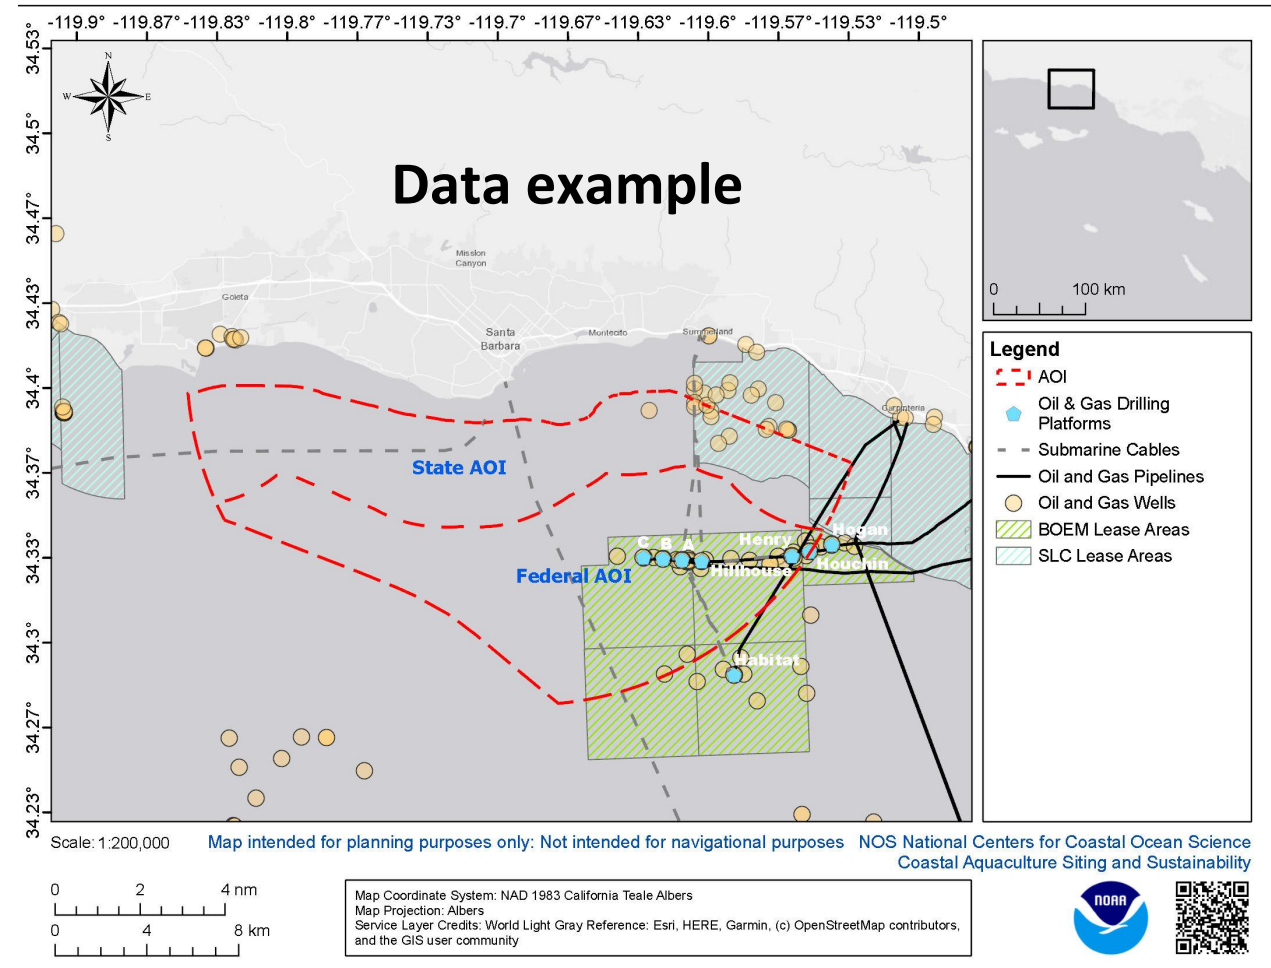 -119.9° -119.87° -119.83° -119.8° -119.77° -119.73° -119.7° -119.67° -119.63° -119.6° -119.57° -119.53° -119.5°
34.53°
34.5°
34.47°
34.43°
34.4°
34.37°
34.33°
34.3°
34.27°
34.23°
N
W E
S
Data example
Mission
Canyon
Goleta
Santa
Barbara
Montecito
Summerland
Carpinteria
State AOI
Federal AOI
C B A
Henry
Hogan
Hillhouse
Houchin
Habitat
0 100 km
Legend
AOI
Oil & Gas Drilling
Platforms
Submarine Cables
Oil and Gas Pipelines
Oil and Gas Wells
BOEM Lease Areas
SLC Lease Areas
Scale: 1:200,000
Map intended for planning purposes only: Not intended for navigational purposes
NOS National Centers for Coastal Ocean Science
Coastal Aquaculture Siting and Sustainability
0 2 4 nm
0 4 8 km
Map Coordinate System: NAD 1983 California Teale Albers
Map Projection: Albers
Service Layer Credits: World Light Gray Reference: Esri, HERE, Garmin, (c) OpenStreetMap contributors,
and the GIS user community
NOAA